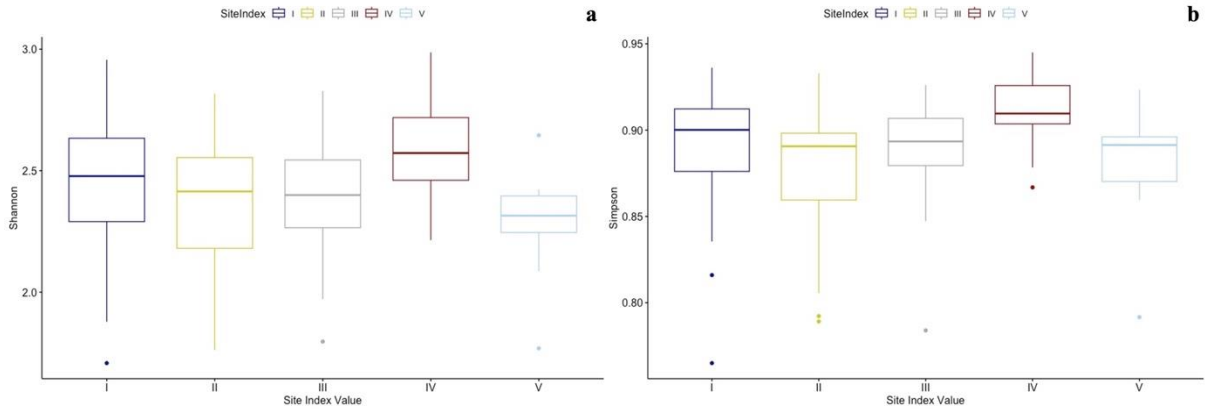 SiteIndex I II III IV V
a
3.0
2.5
2.0
Shannon
I II III IV V
Site Index Value
SiteIndex I II III IV V
b
0.95
0.90
0.85
0.80
Simpson
I II III IV V
Site Index Value